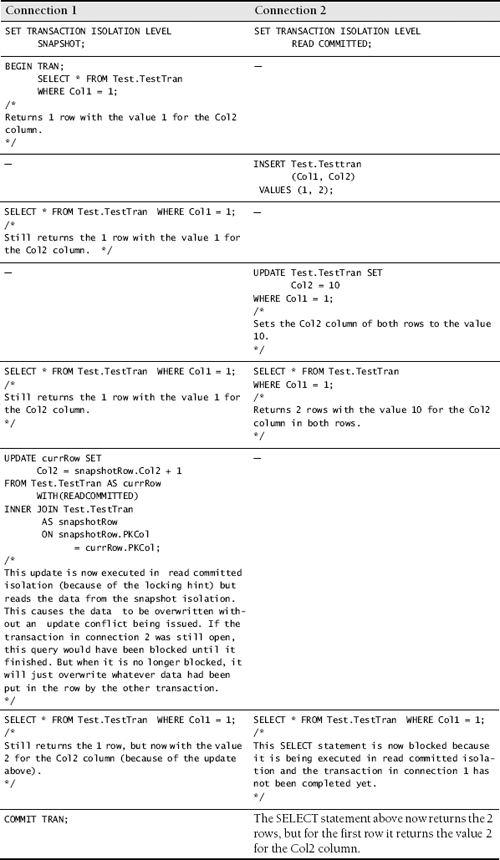 Connection 1
Connection 2
SET TRANSACTION ISOLATION LEVEL
SNAPSHOT;
SET TRANSACTION ISOLATION LEVEL
READ COMMITTED;
BEGIN TRAN;
SELECT * FROM Test.TestTran
WHERE Col1 = 1;
/*
Returns 1 row with the value 1 for the Col2
column.
*/
—
—
INSERT Test.Testtran
(Col1, Col2)
VALUES (1, 2);
SELECT * FROM Test.TestTran WHERE Col1 = 1;
/*
Still returns the 1 row with the value 1 for
the Col2 column. */
—
—
UPDATE Test.TestTran SET
Col2 = 10
WHERE Col1 = 1;
/*
Sets the Col2 column of both rows to the value
10.
*/
SELECT * FROM Test.TestTran WHERE Col1 = 1;
/*
Still returns the 1 row with the value 1 for
the Col2 column.
*/
SELECT * FROM Test.TestTran
WHERE Col1 = 1;
/*
Returns 2 rows with the value 10 for the Col2
column in both rows.
*/
UPDATE currRow SET
Col2 = snapshotRow.Col2 + 1
FROM Test.TestTran AS currRow
WITH(READCOMMITTED)
INNER JOIN Test.TestTran
AS snapshotRow
ON snapshotRow.PKCol
= currRow.PKCol;
/*
This update is now executed in read committed
isolation (because of the locking hint) but
reads the data from the snapshot isolation.
This causes the data to be overwritten with-
out an update conflict being issued. If the
transaction in connection 2 was still open,
this query would have been blocked until it
finished. But when it is no longer blocked, it
will just overwrite whatever data had been
put in the row by the other transaction.
*/
—
SELECT * FROM Test.TestTran WHERE Col1 = 1;
/*
Still returns the 1 row, but now with the value
2 for the Col2 column (because of the update
above).
*/
SELECT * FROM Test.TestTran WHERE Col1 = 1;
/*
This SELECT statement is now blocked because
it is being executed in read committed isola-
tion and the transaction in connection 1 has
not been completed yet.
*/
COMMIT TRAN;
The SELECT statement above now returns the 2
rows, but for the first row it returns the value 2
for the Col2 column.